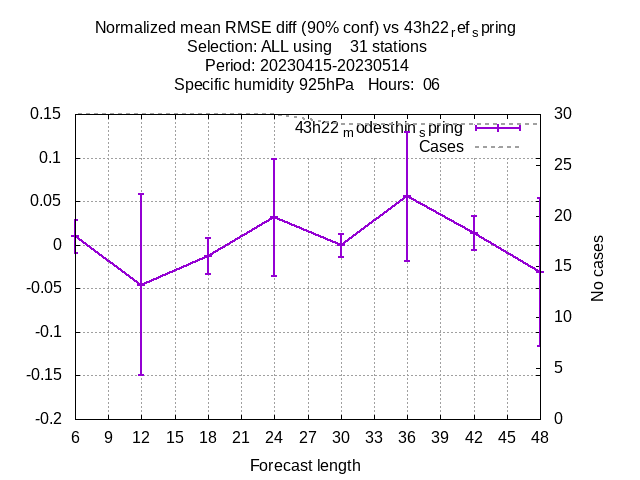 Normalized mean RMSE diff (90% conf) vs 43h22refspring
Selection: ALL using 31 stations
Period: 20230415-20230514
Specific humidity 925hPa Hours: 06
43h22modesthinspring
Cases
0.15
0.1
0.05
0
-0.05
-0.1
-0.15
-0.2
30
25
20
15
10
5
0
No cases
6 9 12 15 18 21 24 27 30 33 36 39 42 45 48
Forecast length